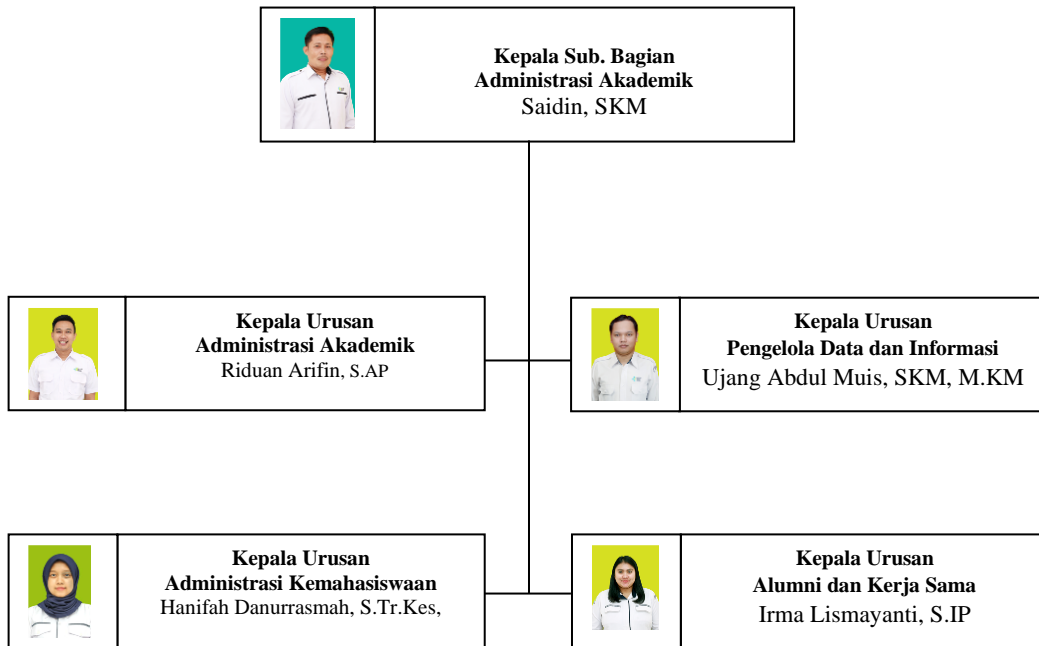 Kepala Sub. Bagian
Administrasi Akademik
Saidin, SKM
Kepala Urusan
Administrasi Akademik
Riduan Arifin, S.AP
Kepala Urusan
Pengelola Data dan Informasi
Ujang Abdul Muis, SKM, M.KM
Kepala Urusan
Administrasi Kemahasiswaan
Hanifah Danurrasmah, S.Tr.Kes,
Kepala Urusan
Alumni dan Kerja Sama
Irma Lismayanti, S.IP